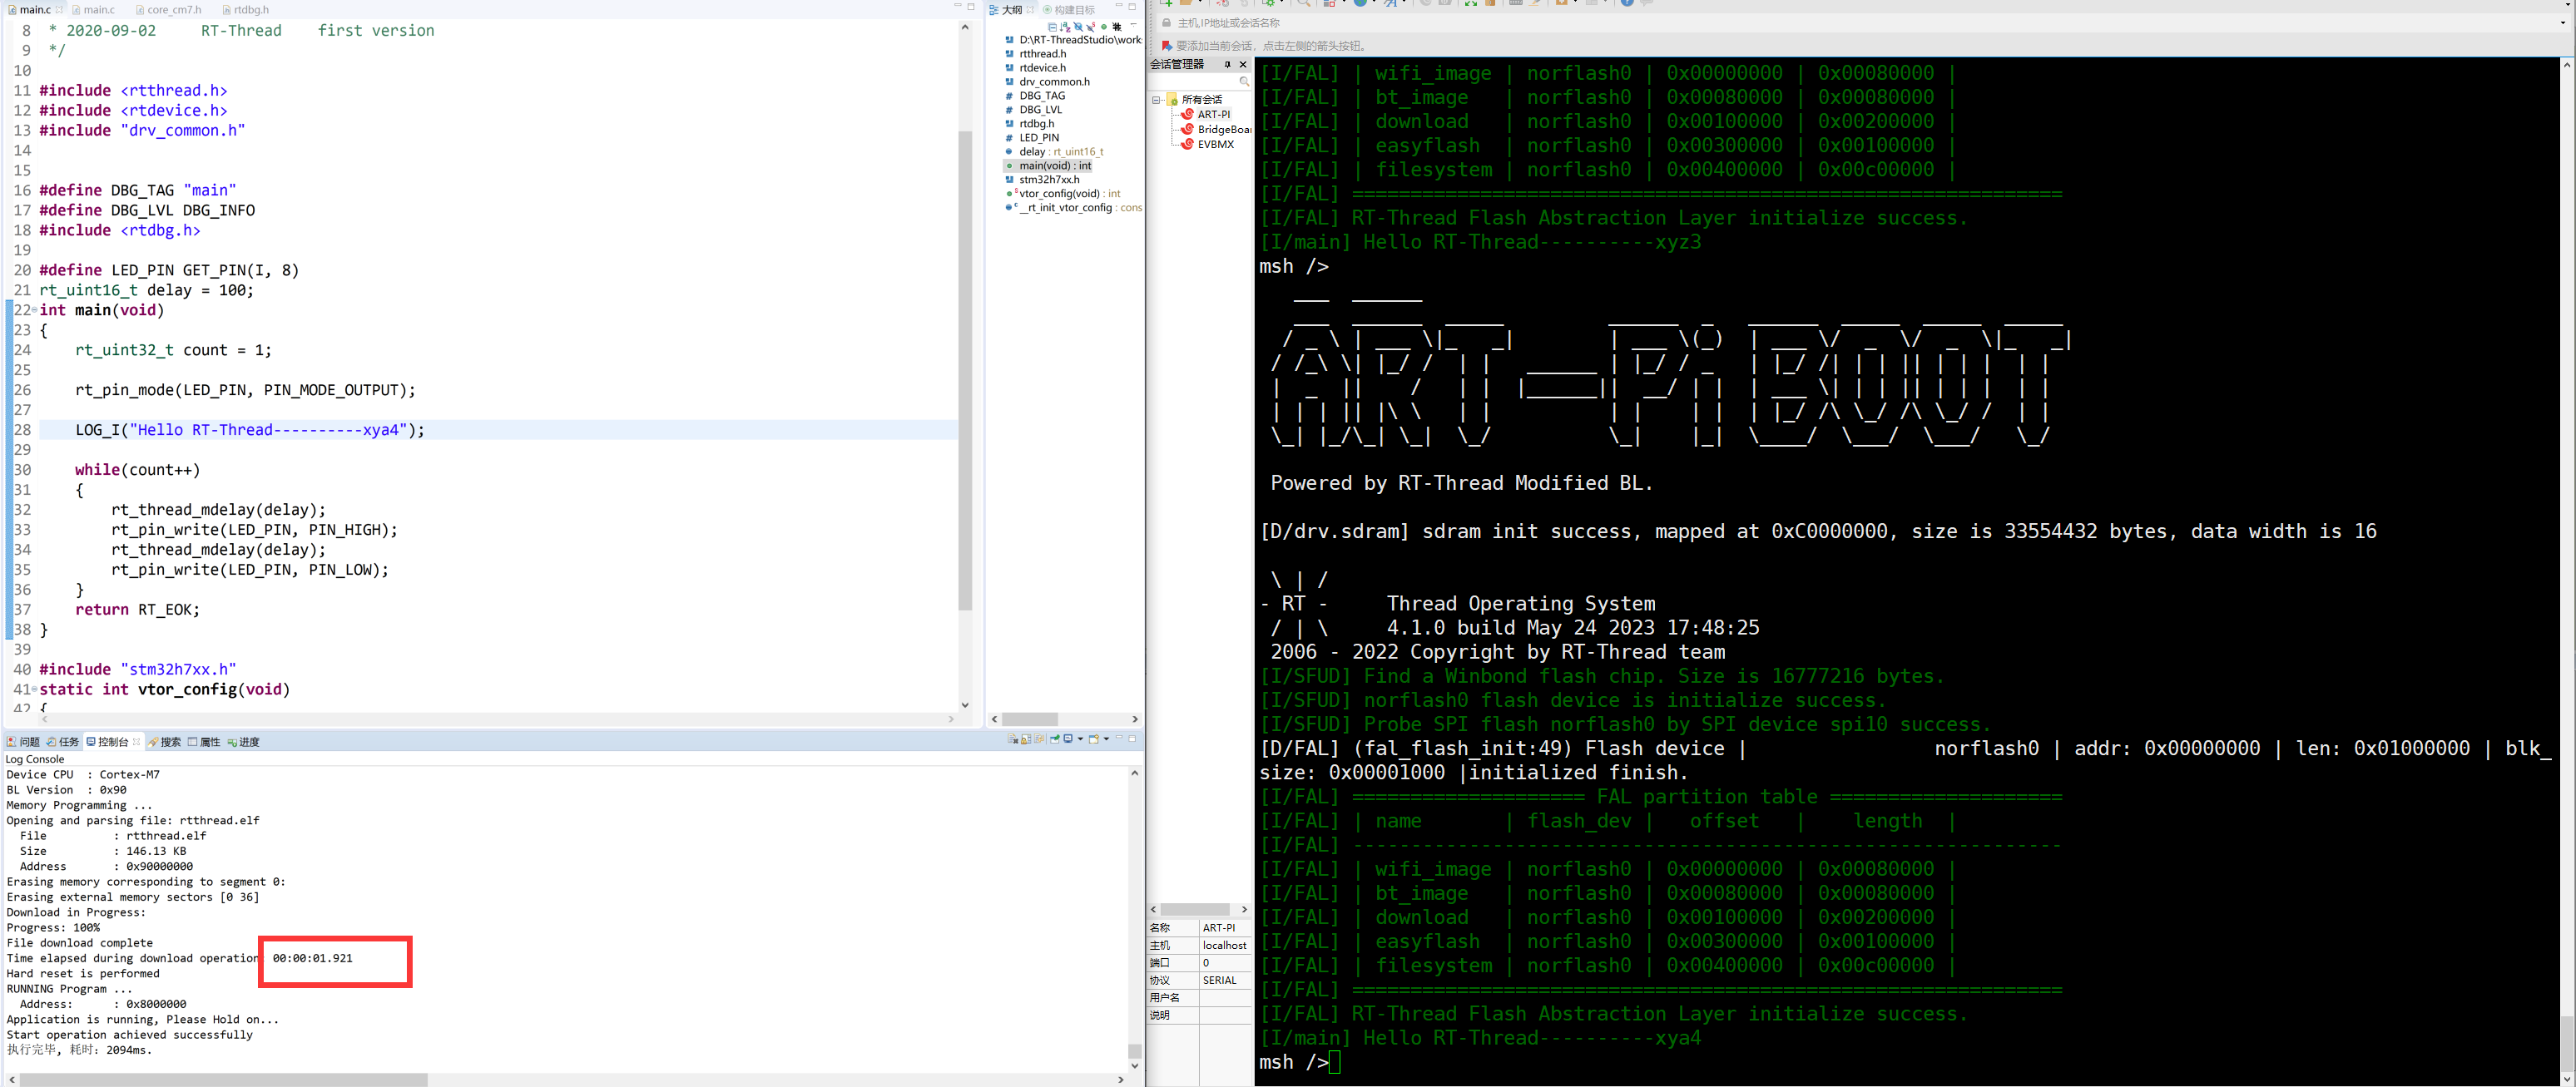 main.c
main.c
core_cm7.h
rtdbg.h
8  * 2020-09-02     RT-Thread    first version
9  */
10
11 #include <rtthread.h>
12 #include <rtdevice.h>
13 #include "drv_common.h"
14
15
16 #define DBG_TAG "main"
17 #define DBG_LVL DBG_INFO
18 #include <rtdbg.h>
19
20 #define LED_PIN GET_PIN(I, 8)
21 rt_uint16_t delay = 100;
22 int main(void)
23 {
24     rt_uint32_t count = 1;
25
26     rt_pin_mode(LED_PIN, PIN_MODE_OUTPUT);
27
28     LOG_I("Hello RT-Thread----------xya4");
29
30     while(count++)
31     {
32         rt_thread_mdelay(delay);
33         rt_pin_write(LED_PIN, PIN_HIGH);
34         rt_thread_mdelay(delay);
35         rt_pin_write(LED_PIN, PIN_LOW);
36     }
37     return RT_EOK;
38 }
39
40 #include "stm32h7xx.h"
41 static int vtor_config(void)
42 {
大纲
构建目标
D:\RT-ThreadStudio\works
rtthread.h
rtdevice.h
drv_common.h
DBG_TAG
DBG_LVL
rtdbg.h
LED_PIN
delay : rt_uint16_t
main(void) : int
stm32h7xx.h
vtor_config(void) : int
__rt_init_vtor_config : cons
问题 任务 控制台 搜索 属性 进度
Log Console
Device CPU  : Cortex-M7
BL Version  : 0x90
Memory Programming ...
Opening and parsing file: rtthread.elf
File          : rtthread.elf
Size          : 146.13 KB
Address       : 0x90000000
Erasing memory corresponding to segment 0:
Erasing external memory sectors [0 36]
Download in Progress:
Progress: 100%
File download complete
Time elapsed during download operation 00:00:01.921
Hard reset is performed
RUNNING Program ...
Address:      : 0x8000000
Application is running, Please Hold on...
Start operation achieved successfully
执行完毕, 耗时: 2094ms.
主机,IP地址或会话名称
要添加当前会话, 点击左侧的箭头按钮。
会话管理器
所有会话
ART-PI
BridgeBoar
EVBMX
名称 ART-PI
主机 localhost
端口 0
协议 SERIAL
用户名
说明
[I/FAL] | wifi_image | norflash0 | 0x00000000 | 0x00080000 |
[I/FAL] | bt_image   | norflash0 | 0x00080000 | 0x00080000 |
[I/FAL] | download   | norflash0 | 0x00100000 | 0x00200000 |
[I/FAL] | easyflash  | norflash0 | 0x00300000 | 0x00100000 |
[I/FAL] | filesystem | norflash0 | 0x00400000 | 0x00c00000 |
[I/FAL] =============================================================
[I/FAL] RT-Thread Flash Abstraction Layer initialize success.
[I/main] Hello RT-Thread----------xyz3
msh />
ART-Pi BOOT
Powered by RT-Thread Modified BL.
[D/drv.sdram] sdram init success, mapped at 0xC0000000, size is 33554432 bytes, data width is 16
\ | /
- RT -     Thread Operating System
/ | \     4.1.0 build May 24 2023 17:48:25
2006 - 2022 Copyright by RT-Thread team
[I/SFUD] Find a Winbond flash chip. Size is 16777216 bytes.
[I/SFUD] norflash0 flash device is initialize success.
[I/SFUD] Probe SPI flash norflash0 by SPI device spi10 success.
[D/FAL] (fal_flash_init:49) Flash device |                norflash0 | addr: 0x00000000 | len: 0x01000000 | blk_
size: 0x00001000 |initialized finish.
[I/FAL] ==================== FAL partition table ====================
[I/FAL] | name       | flash_dev |   offset   |    length  |
[I/FAL] -------------------------------------------------------------
[I/FAL] | wifi_image | norflash0 | 0x00000000 | 0x00080000 |
[I/FAL] | bt_image   | norflash0 | 0x00080000 | 0x00080000 |
[I/FAL] | download   | norflash0 | 0x00100000 | 0x00200000 |
[I/FAL] | easyflash  | norflash0 | 0x00300000 | 0x00100000 |
[I/FAL] | filesystem | norflash0 | 0x00400000 | 0x00c00000 |
[I/FAL] =============================================================
[I/FAL] RT-Thread Flash Abstraction Layer initialize success.
[I/main] Hello RT-Thread----------xya4
msh />